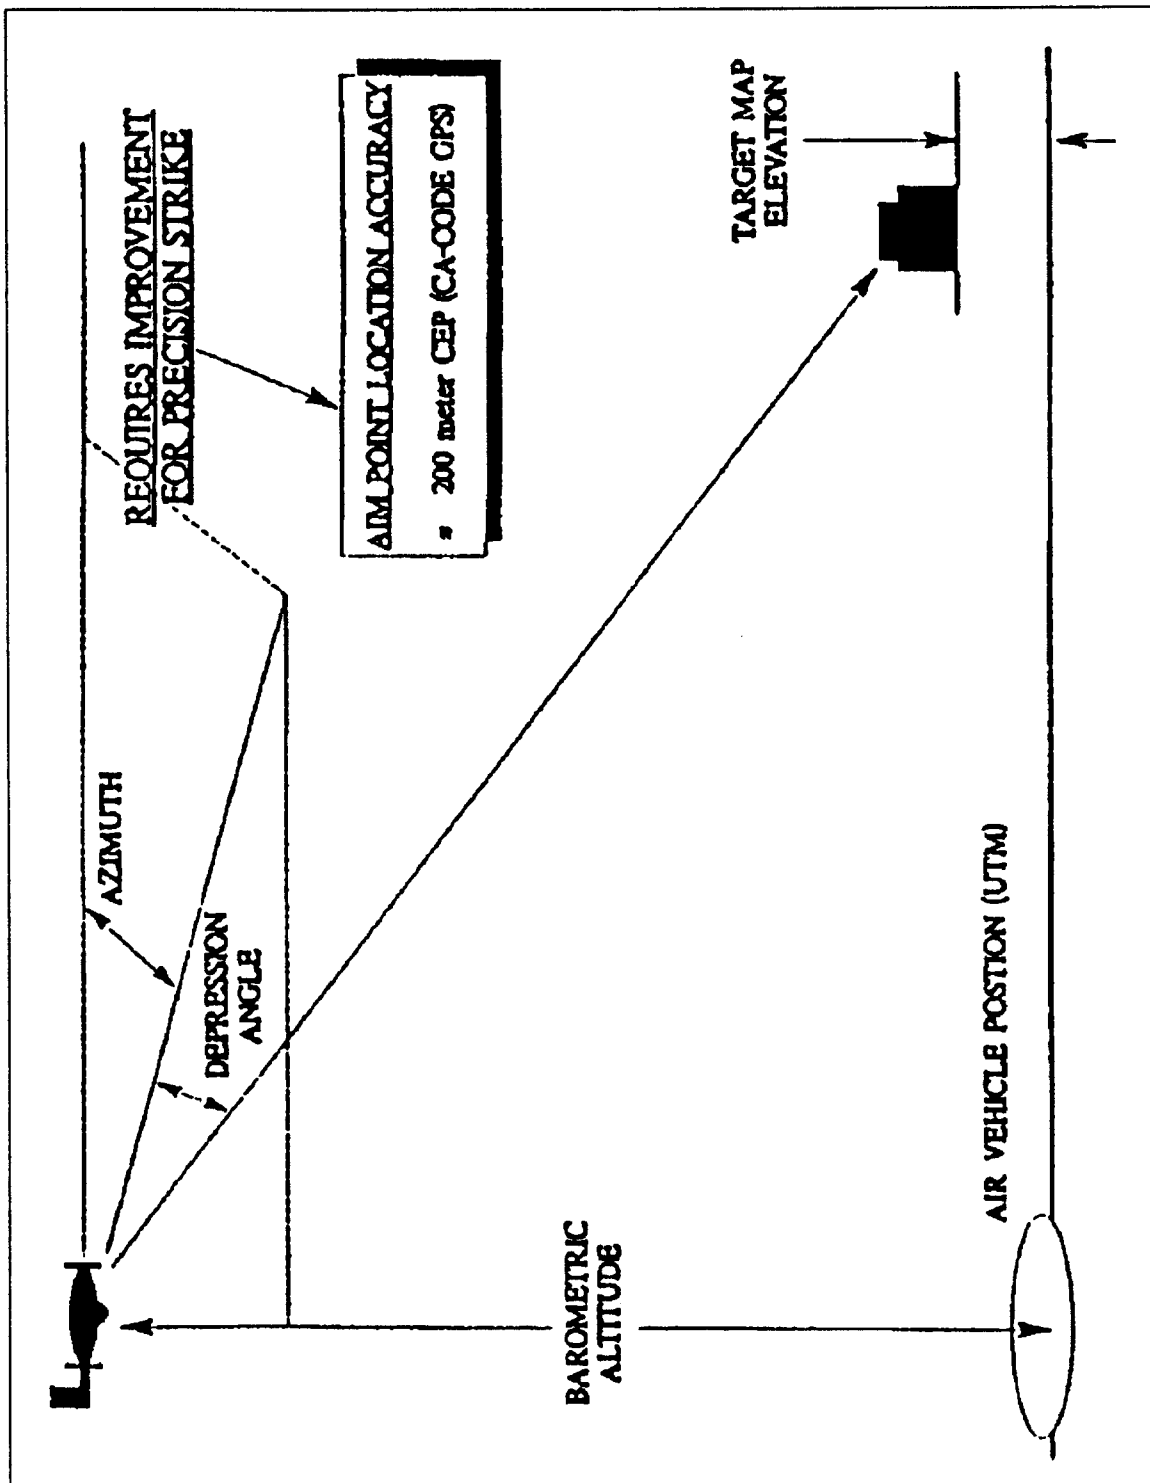 REQUIRES IMPROVEMENT
FOR PRECISION STRIKE
AIM POINT LOCATION ACCURACY
≈ 200 meter CEP (CA-CODE GPS)
AZIMUTH
DEPRESSION
ANGLE
TARGET MAP
ELEVATION
BAROMETRIC
ALTITUDE
AIR VEHICLE POSTION (UTM)